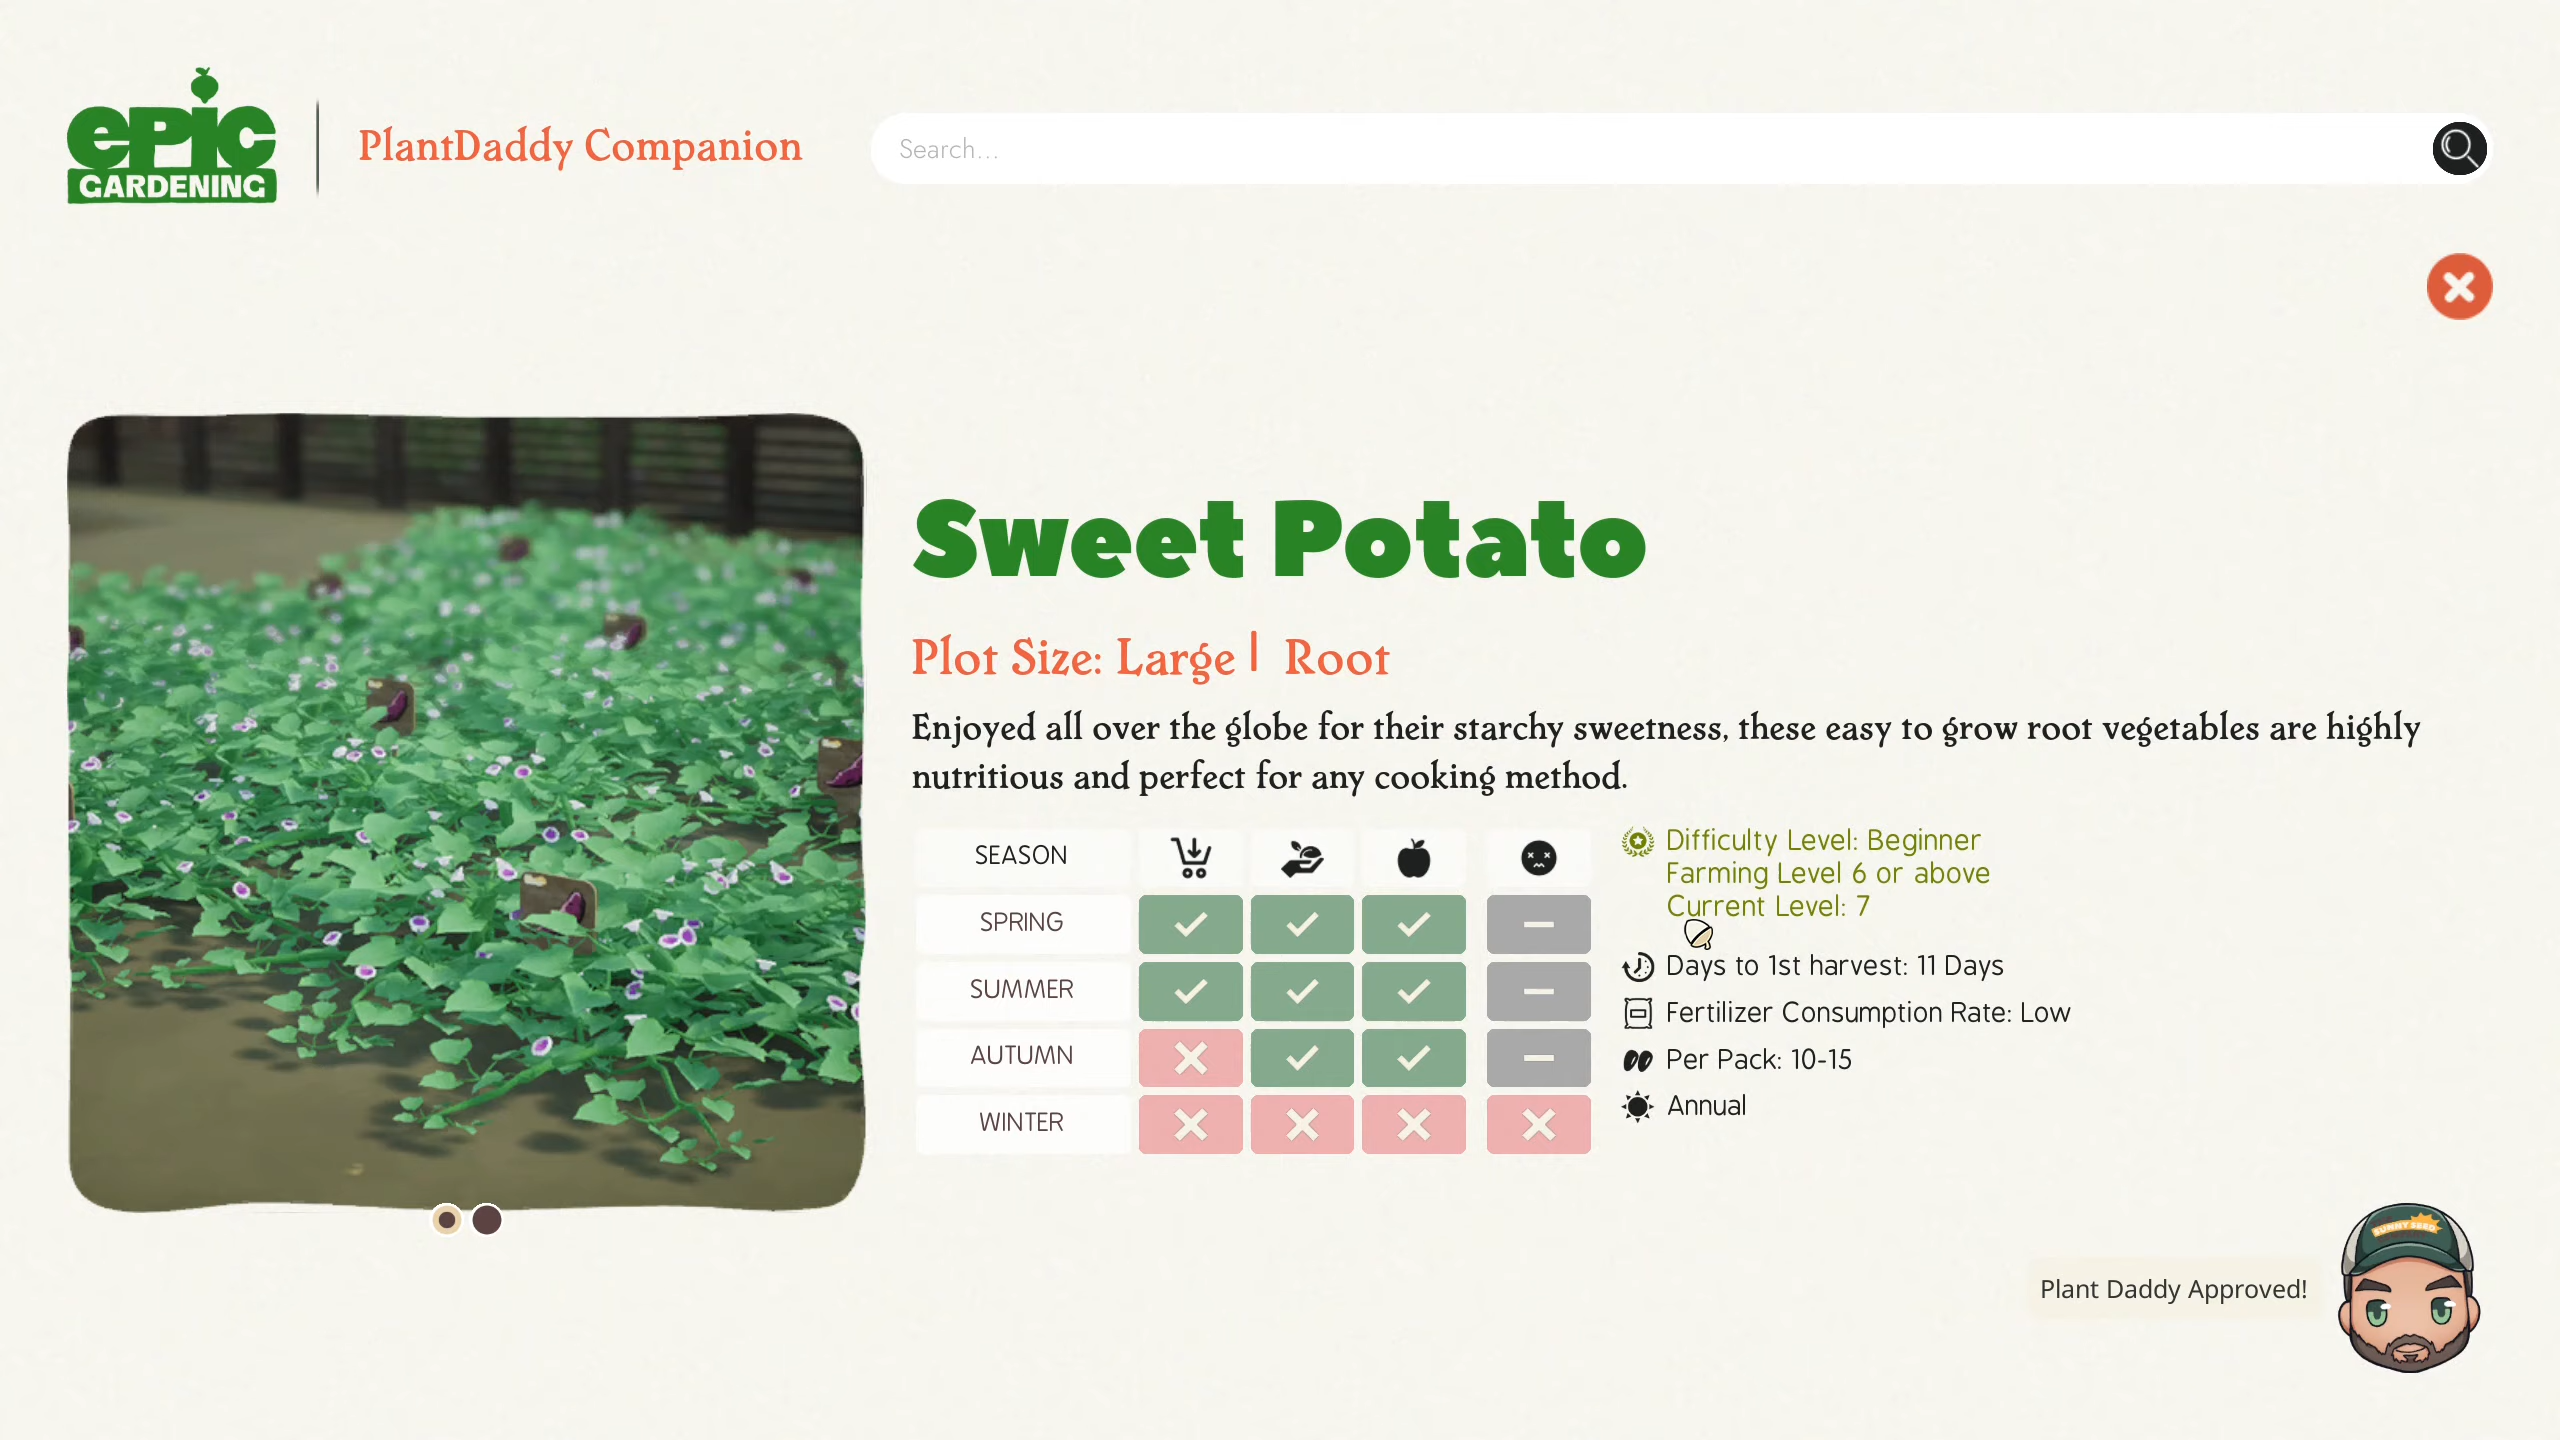 epic
GARDENING
PlantDaddy Companion
Search...
Sweet Potato
Plot Size: Large | Root
Enjoyed all over the globe for their starchy sweetness, these easy to grow root vegetables are highly
nutritious and perfect for any cooking method.
SEASON
SPRING
SUMMER
AUTUMN
WINTER
Difficulty Level: Beginner
Farming Level 6 or above
Current Level: 7
Days to 1st harvest: 11 Days
Fertilizer Consumption Rate: Low
Per Pack: 10-15
Annual
SUNNY SEED
Plant Daddy Approved!